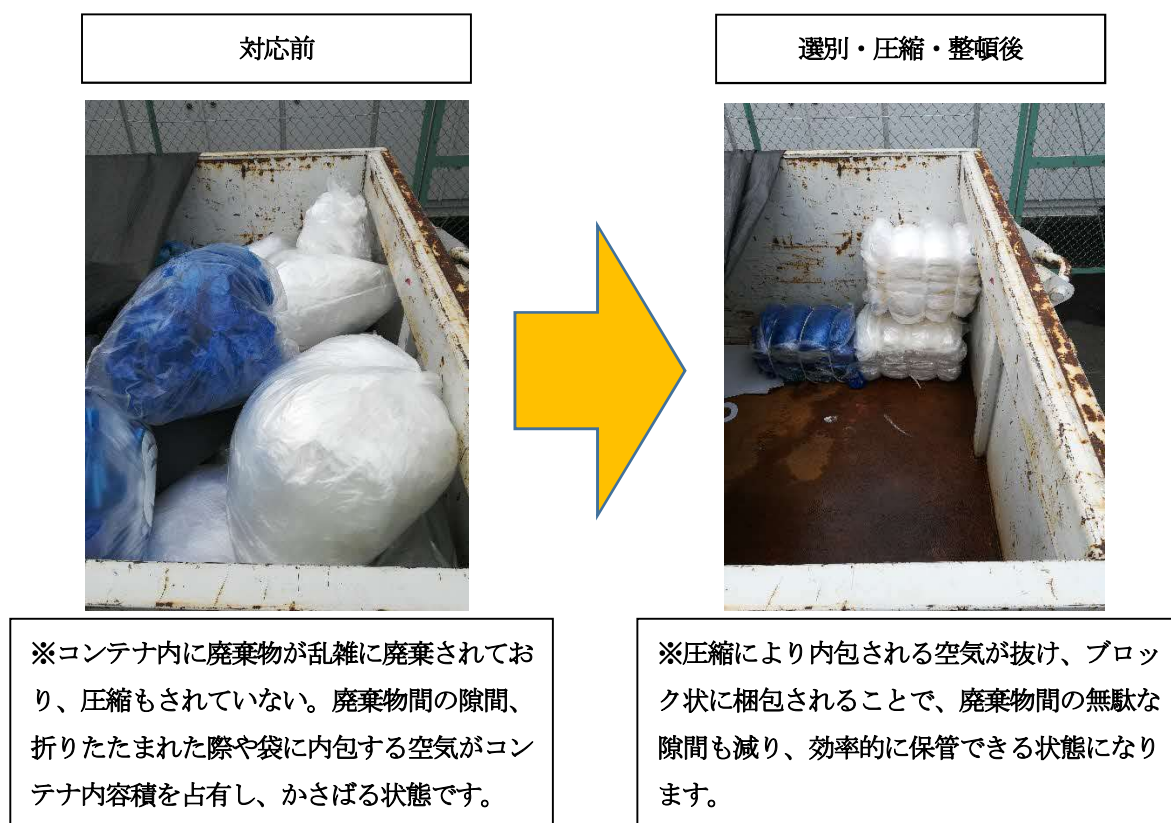 対応前
選別・圧縮・整頓後
※コンテナ内に廃棄物が乱雑に廃棄されてお
り、圧縮もされていない。廃棄物間の隙間、
折りたたまれた際や袋に内包する空気がコン
テナ内容積を占有し、かさばる状態です。
※圧縮により内包される空気が抜け、ブロッ
ク状に梱包されることで、廃棄物間の無駄な
隙間も減り、効率的に保管できる状態になり
ます。